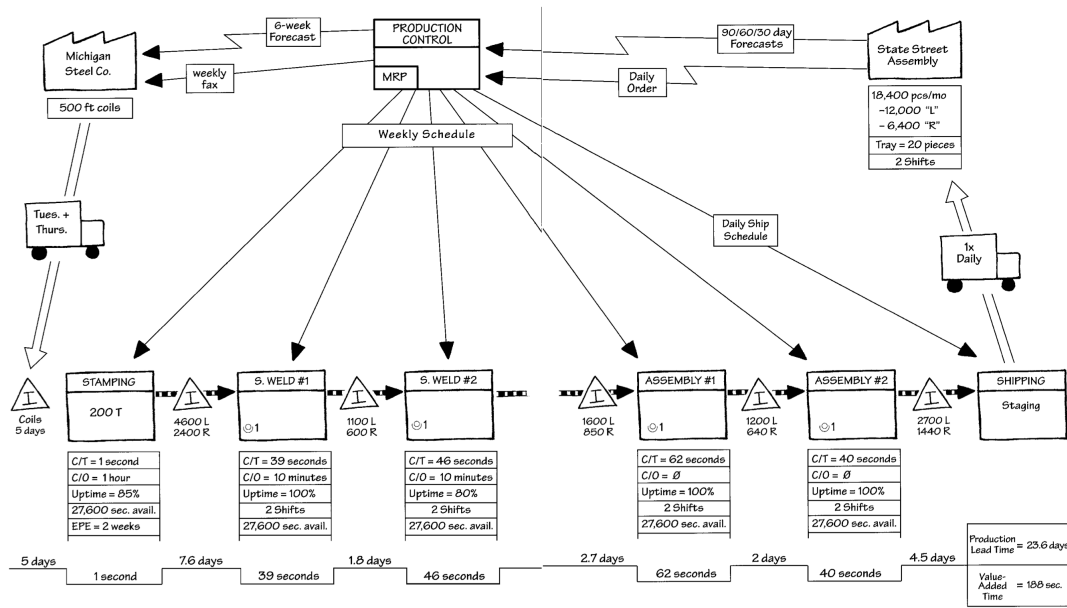 Michigan
Steel Co.
500 ft coils
6-week
Forecast
weekly
fax
PRODUCTION
CONTROL
MRP
90/60/30 day
Forecasts
Daily
Order
State Street
Assembly
18,400 pcs/mo
–12,000 "L"
– 6,400 "R"
Tray = 20 pieces
2 Shifts
Weekly Schedule
Tues. +
Thurs.
Daily Ship
Schedule
1x
Daily
I
Coils
5 days
STAMPING
200 T
C/T = 1 second
C/O = 1 hour
Uptime = 85%
27,600 sec. avail.
EPE = 2 weeks
I
4600 L
2400 R
S. WELD #1
1
C/T = 39 seconds
C/O = 10 minutes
Uptime = 100%
2 Shifts
27,600 sec. avail.
I
1100 L
600 R
S. WELD #2
1
C/T = 46 seconds
C/O = 10 minutes
Uptime = 80%
2 Shifts
27,600 sec. avail.
I
1600 L
850 R
ASSEMBLY #1
1
C/T = 62 seconds
C/O = Ø
Uptime = 100%
2 Shifts
27,600 sec. avail.
I
1200 L
640 R
ASSEMBLY #2
1
C/T = 40 seconds
C/O = Ø
Uptime = 100%
2 Shifts
27,600 sec. avail.
I
2700 L
1440 R
SHIPPING
Staging
5 days
1 second
7.6 days
39 seconds
1.8 days
46 seconds
2.7 days
62 seconds
2 days
40 seconds
4.5 days
Production
Lead Time = 23.6 days
Value-
Added = 188 sec.
Time